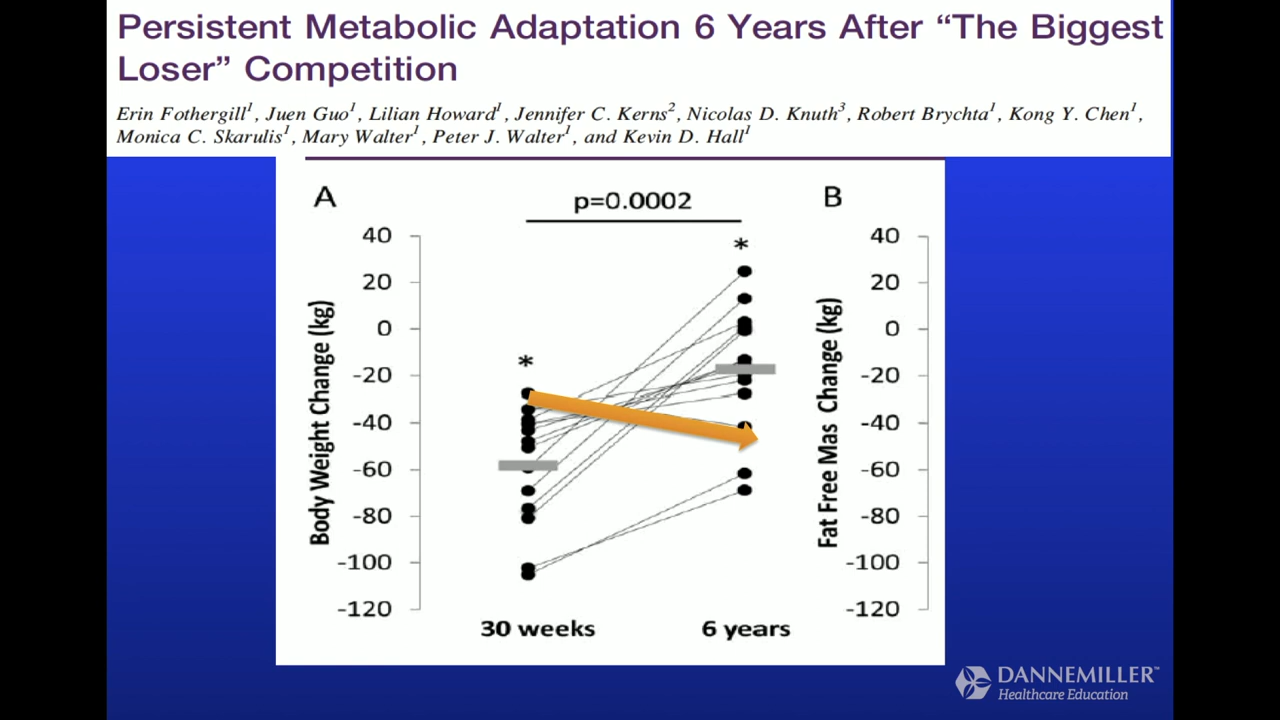 Persistent Metabolic Adaptation 6 Years After “The Biggest
Loser” Competition
Erin Fothergill1, Juen Guo1, Lilian Howard1, Jennifer C. Kerns2, Nicolas D. Knuth3, Robert Brychta1, Kong Y. Chen1,
Monica C. Skarulis1, Mary Walter1, Peter J. Walter1, and Kevin D. Hall1
A
p=0.0002
B
*
*
Body Weight Change (kg)
40
20
0
-20
-40
-60
-80
-100
-120
30 weeks
6 years
Fat Free Mas Change (kg)
40
20
0
-20
-40
-60
-80
-100
-120
DANNEMILLER™
Healthcare Education